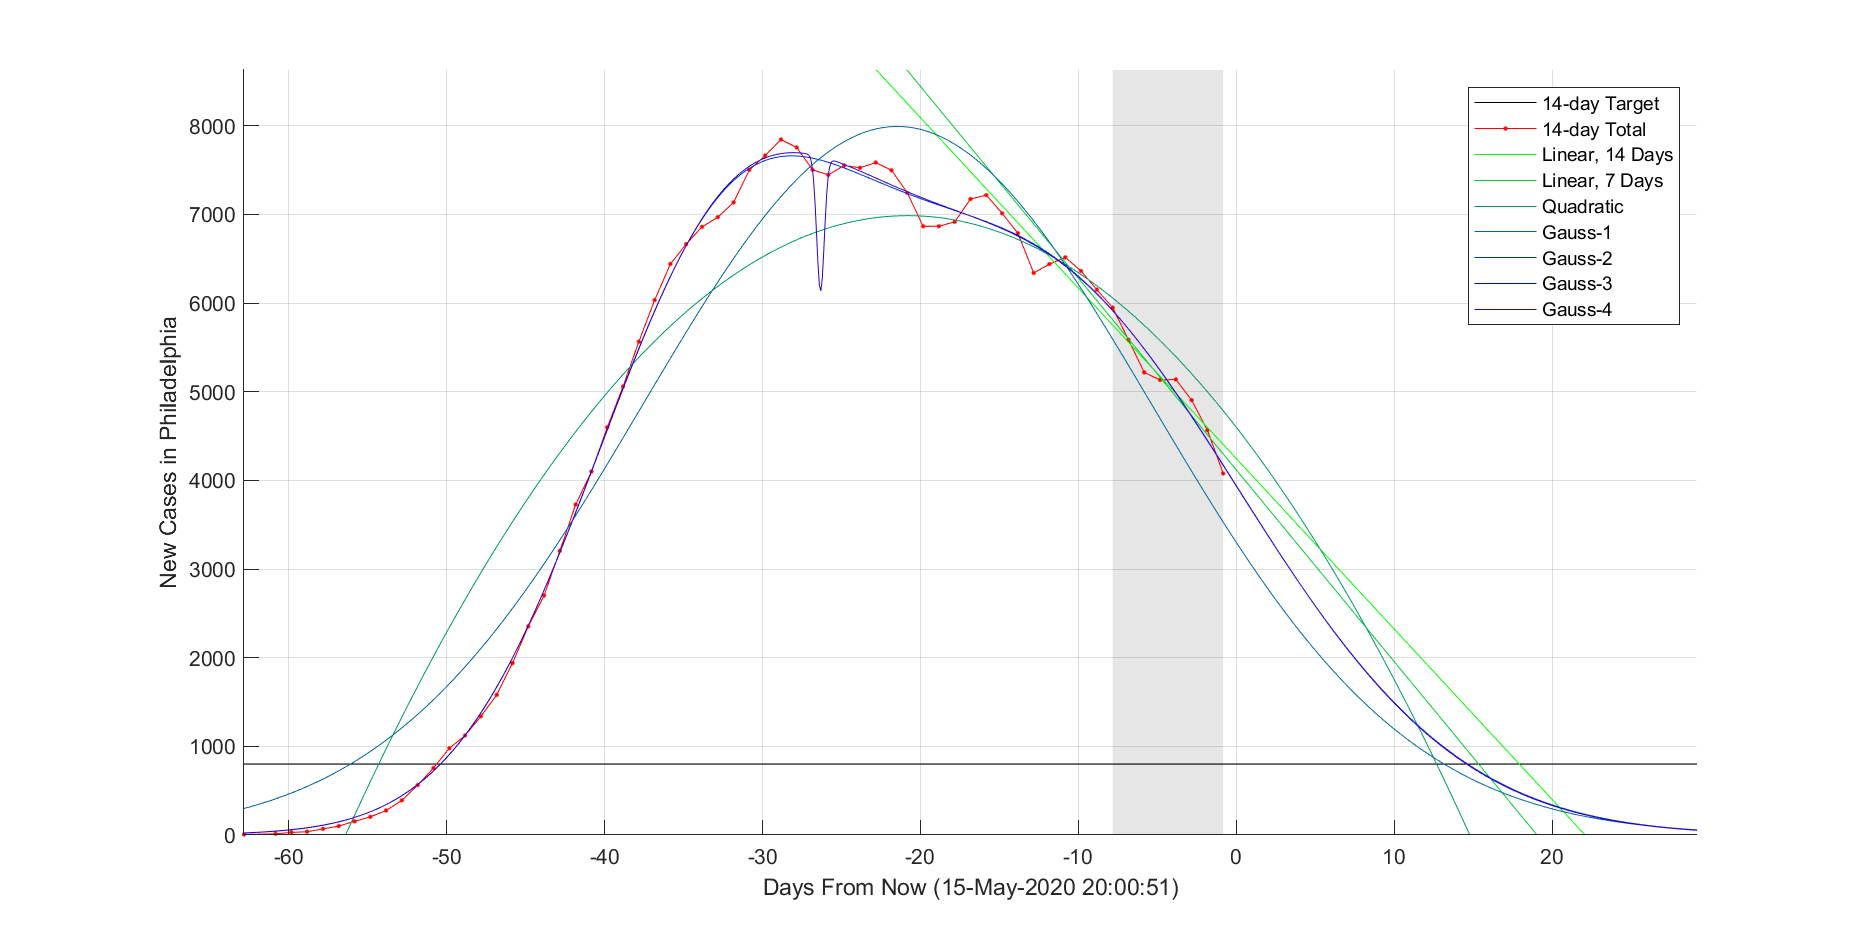 8000
7000
6000
5000
4000
3000
2000
1000
0
New Cases in Philadelphia
-60 -50 -40 -30 -20 -10 0 10 20
Days From Now (15-May-2020 20:00:51)
14-day Target
14-day Total
Linear, 14 Days
Linear, 7 Days
Quadratic
Gauss-1
Gauss-2
Gauss-3
Gauss-4